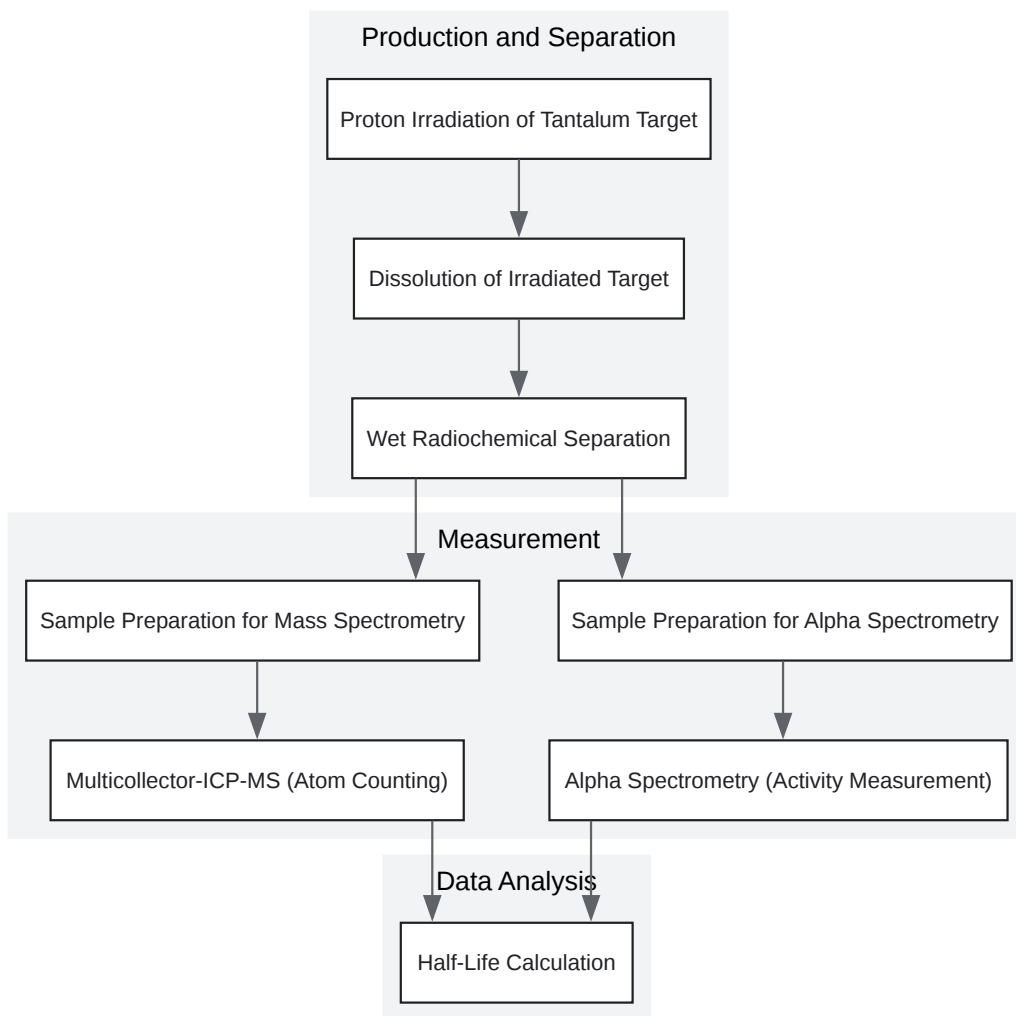 Production and Separation
Proton Irradiation of Tantalum Target
Dissolution of Irradiated Target
Wet Radiochemical Separation
Measurement
Sample Preparation for Mass Spectrometry
Sample Preparation for Alpha Spectrometry
Multicollector-ICP-MS (Atom Counting)
Alpha Spectrometry (Activity Measurement)
Data Analysis
Half-Life Calculation